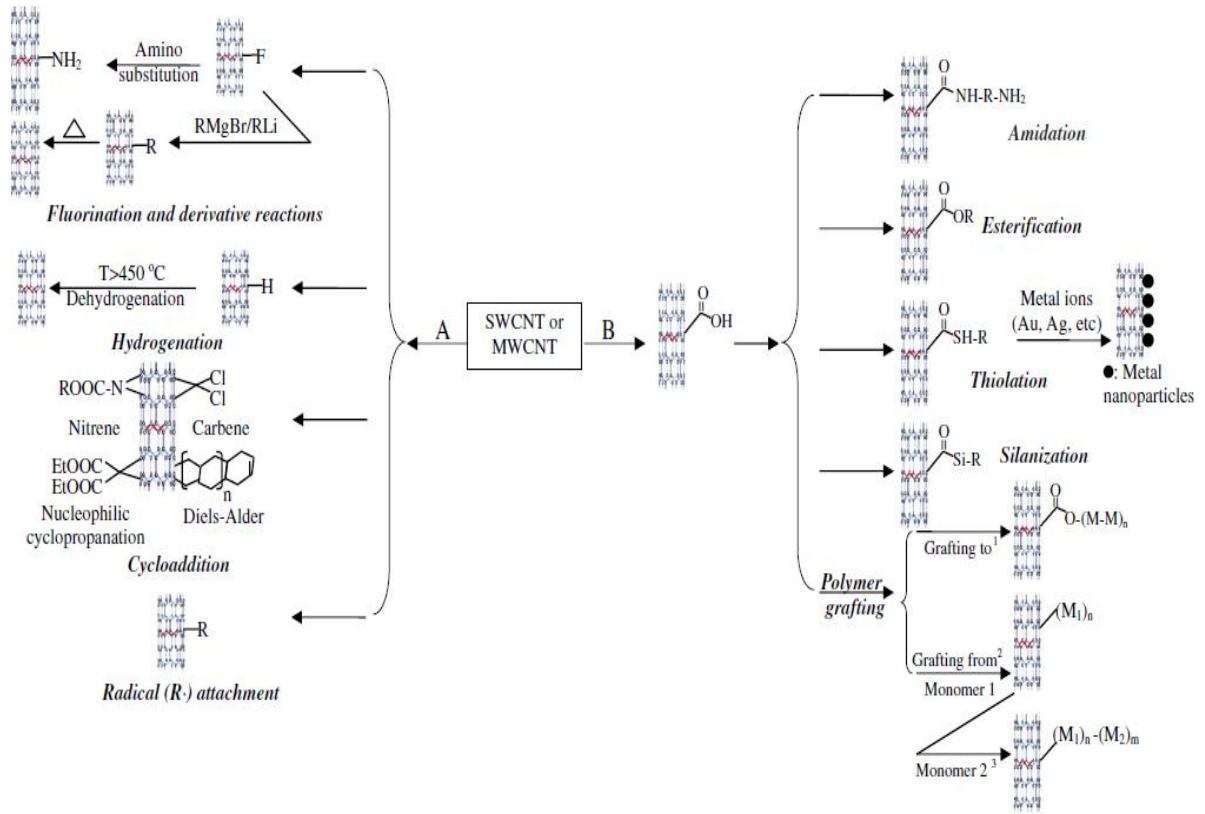 NH2
Amino
substitution
F
RMgBr/RLi
R
△
Fluorination and derivative reactions
T>450 °C
Dehydrogenation
H
Hydrogenation
ROOC-N
Cl
Cl
Nitrene
Carbene
EtOOC
EtOOC
n
Nucleophilic
cyclopropanation
Diels-Alder
Cycloaddition
R
Radical (R·) attachment
A
SWCNT or
MWCNT
B
O
OH
O
NH-R-NH2
Amidation
O
OR
Esterification
O
SH-R
Thiolation
Metal ions
(Au, Ag, etc)
●: Metal
nanoparticles
O
Si-R
Silanization
Polymer
grafting
Grafting to1
O
O-(M-M)n
Grafting from2
Monomer 1
(M1)n
Monomer 2 3
(M1)n-(M2)m